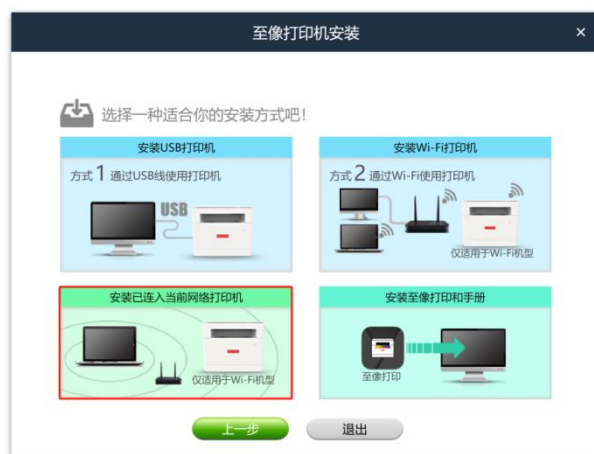 至像打印机安装
×
选择一种适合你的安装方式吧!
安装USB打印机
方式 1 通过USB线使用打印机
USB
安装Wi-Fi打印机
方式 2 通过Wi-Fi使用打印机
仅适用于Wi-Fi机型
安装已连入当前网络打印机
仅适用于Wi-Fi机型
安装至像打印和手册
至像打印
上一步
退出